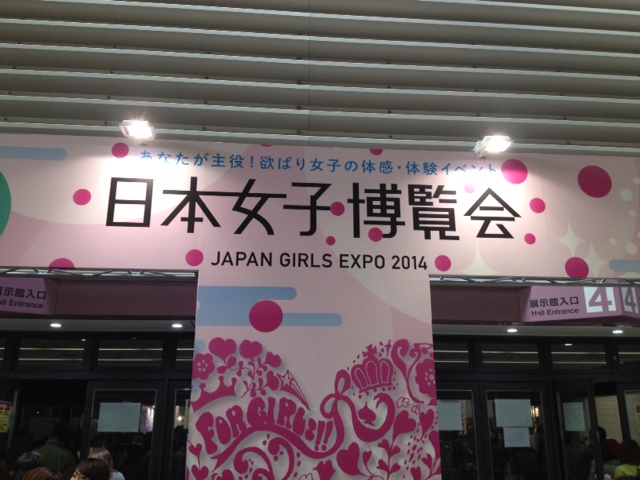 あなたが主役！欲ばり女子の体感・体験イベント
日本女子博覧会
JAPAN GIRLS EXPO 2014
展示館入口
Hall Entrance
展示館入口
Hall Entrance
4
4
FOR GIRLS!!